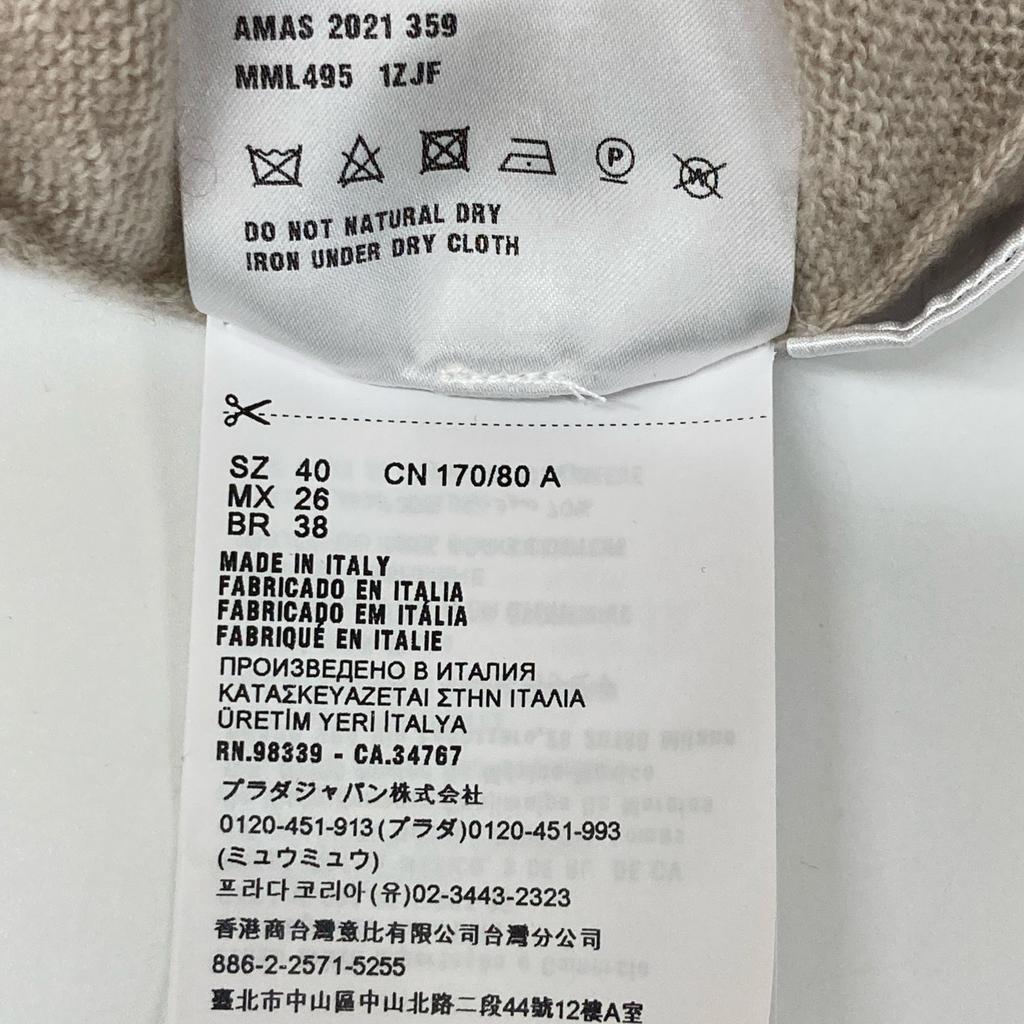 AMAS 2021 359
MML495 1ZJF
P
W
DO NOT NATURAL DRY
IRON UNDER DRY CLOTH
SZ 40 CN 170/80 A
MX 26
BR 38
MADE IN ITALY
FABRICADO EN ITALIA
FABRICADO EM ITÁLIA
FABRIQUÉ EN ITALIE
ПРОИЗВЕДЕНО В ИТАЛИЯ
ΚΑΤΑΣΚΕΥΑΖΕΤΑΙ ΣΤΗΝ ΙΤΑΛΙΑ
ÜRETİM YERİ İTALYA
RN.98339 - CA.34767
プラダジャパン株式会社
0120-451-913(プラダ)0120-451-993
(ミュウミュウ)
프라다코리아(유)02-3443-2323
香港商台灣意比有限公司台灣分公司
886-2-2571-5255
臺北市中山區中山北路二段44號12樓A室